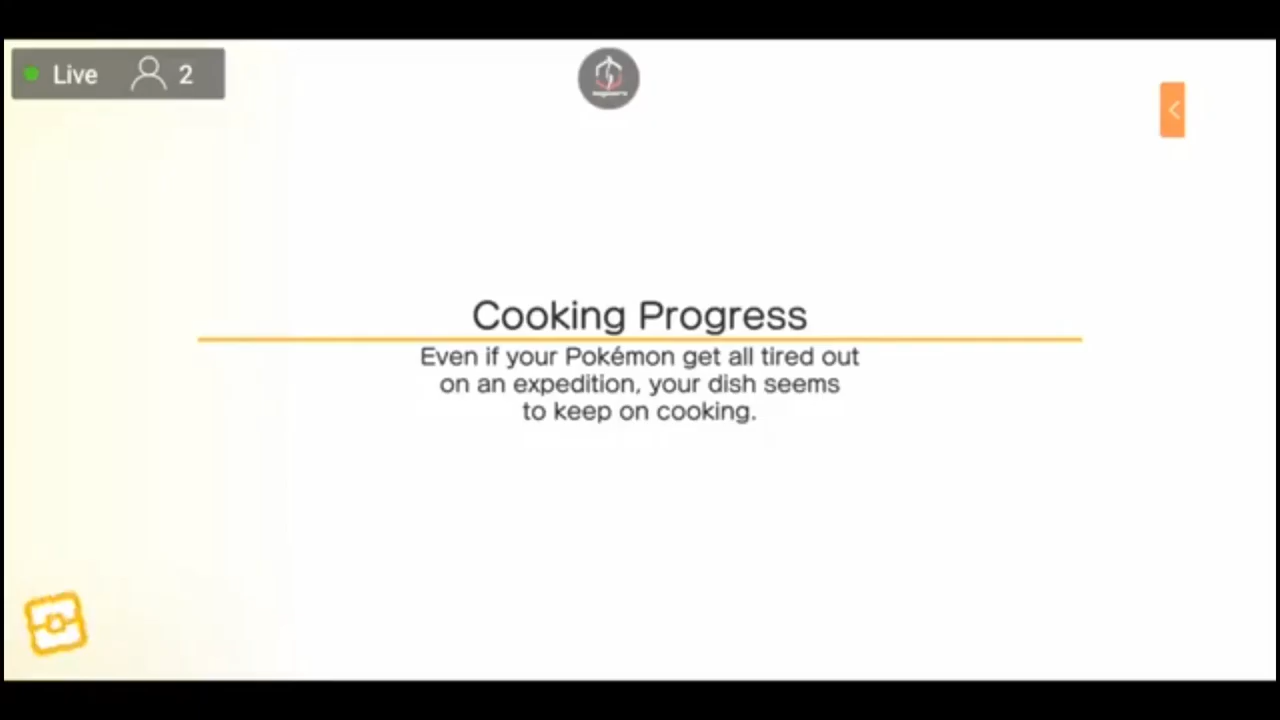 Live 2
Cooking Progress
Even if your Pokémon get all tired out
on an expedition, your dish seems
to keep on cooking.